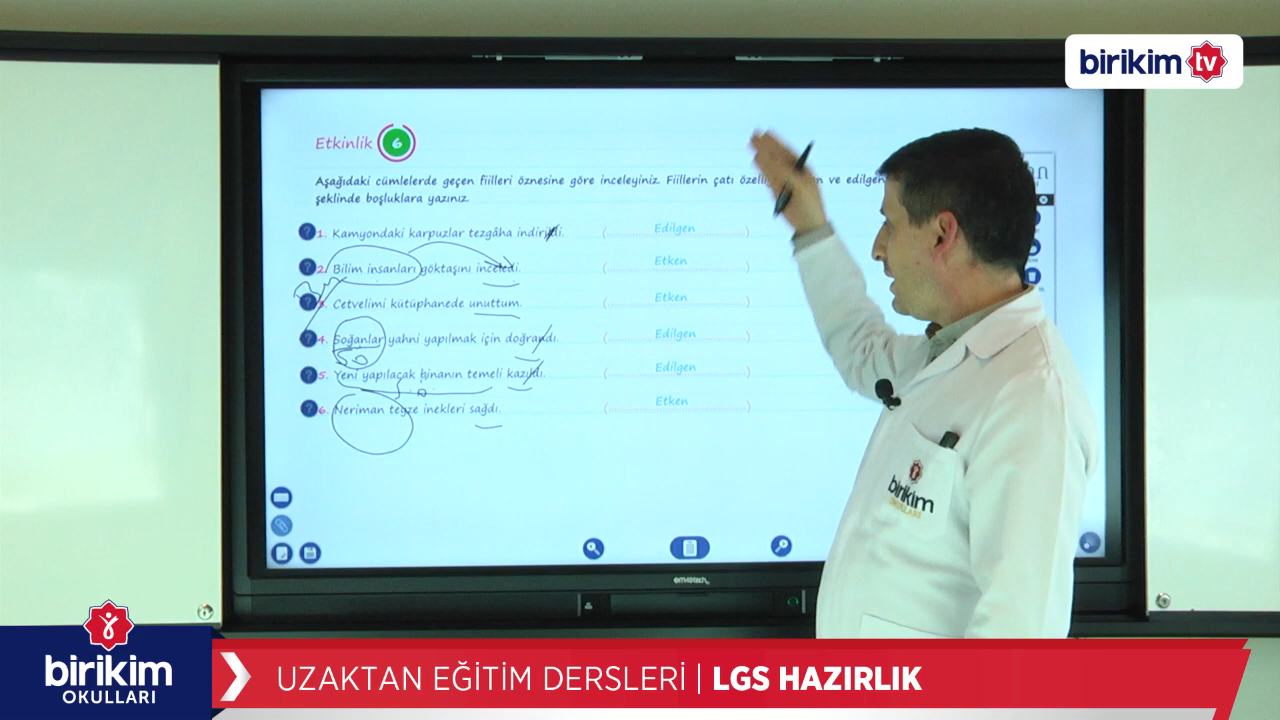 birikim tv
Etkinlik 6
Aşağıdaki cümlelerde geçen fiilleri öznesine göre inceleyiniz. Fiillerin çatı ve edilgen
şeklinde boşluklara yazınız.
1. Kamyondaki karpuzlar tezgâha indirildi. (Edilgen)
2. Bilim insanları göktaşını inceledi. (Etken)
3. Cetvelimi kütüphanede unuttum. (Etken)
4. Soğanlar yahni yapılmak için doğrandı. (Edilgen)
5. Yeni yapılacak binanın temeli kazıldı. (Edilgen)
6. Neriman teyze inekleri sağdı. (Etken)
birikim
OKULLARI
birikim
OKULLARI
UZAKTAN EĞİTİM DERSLERİ | LGS HAZIRLIK